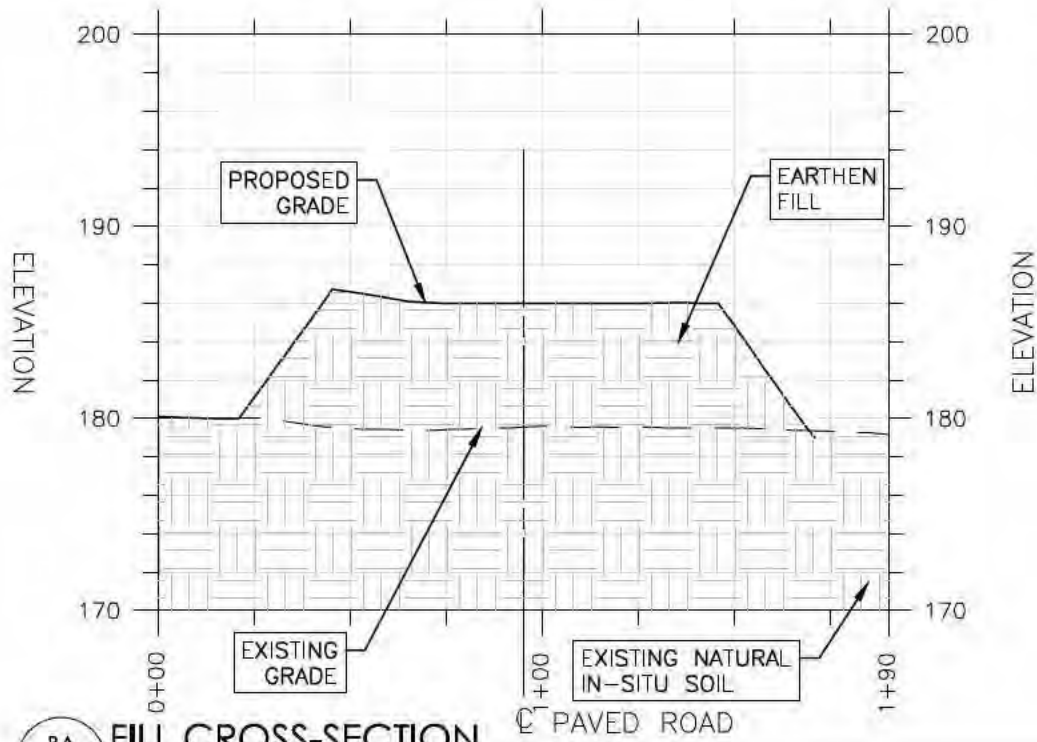 200
200
PROPOSED
GRADE
EARTHEN
FILL
190
190
ELEVATION
ELEVATION
180
180
170
170
EXISTING
GRADE
EXISTING NATURAL
IN-SITU SOIL
0+00
1+00
1+90
℄ PAVED ROAD
FILL CROSS-SECTION